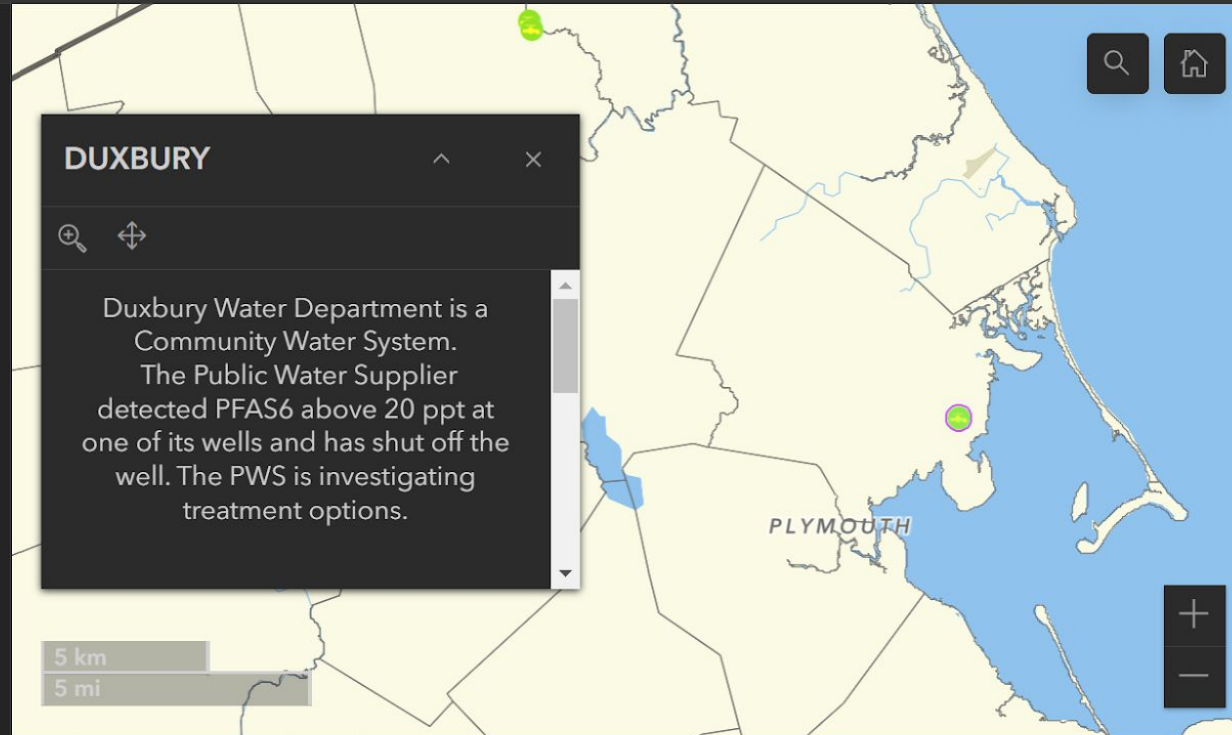 DUXBURY
Duxbury Water Department is a
Community Water System.
The Public Water Supplier
detected PFAS6 above 20 ppt at
one of its wells and has shut off the
well. The PWS is investigating
treatment options.
PLYMOUTH
5 km
5 mi